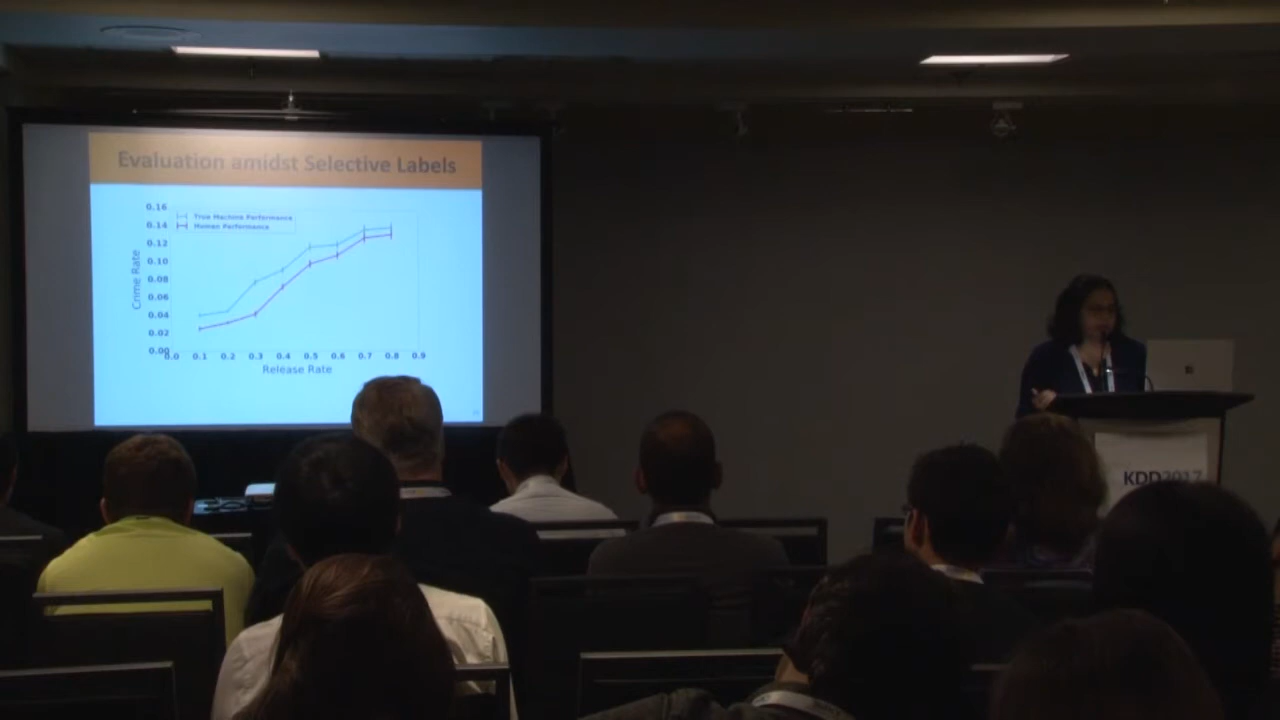 Evaluation amidst Selective Labels
0.16
0.14
0.12
0.10
0.08
0.06
0.04
0.02
0.00
Crime Rate
True Machine Performance
Human Performance
0.0 0.1 0.2 0.3 0.4 0.5 0.6 0.7 0.8 0.9
Release Rate
KDD2017